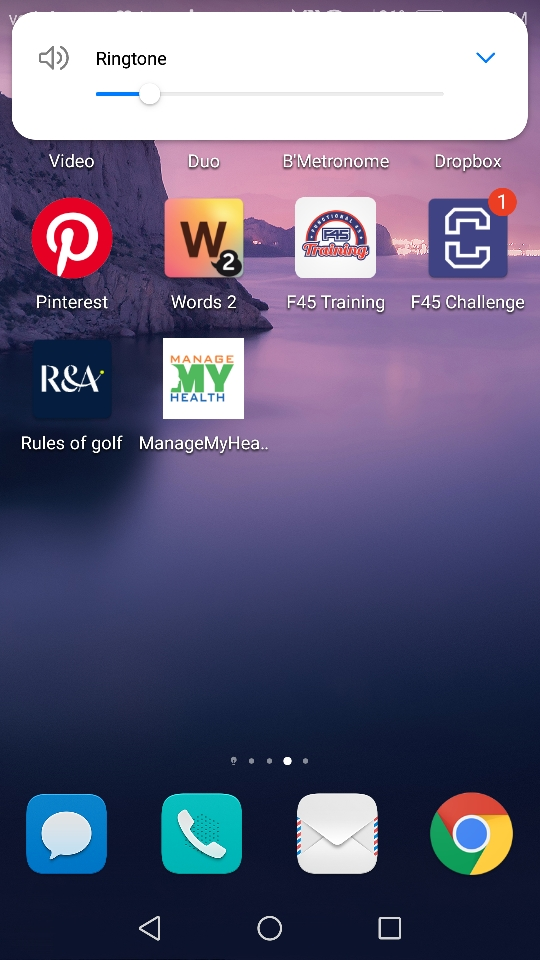 Ringtone
Video
Duo
B'Metronome
Dropbox
W
2
FUNCTIONAL
F45
Training
1
Pinterest
Words 2
F45 Training
F45 Challenge
R&A
MANAGE
MY
HEALTH
Rules of golf
ManageMyHea..